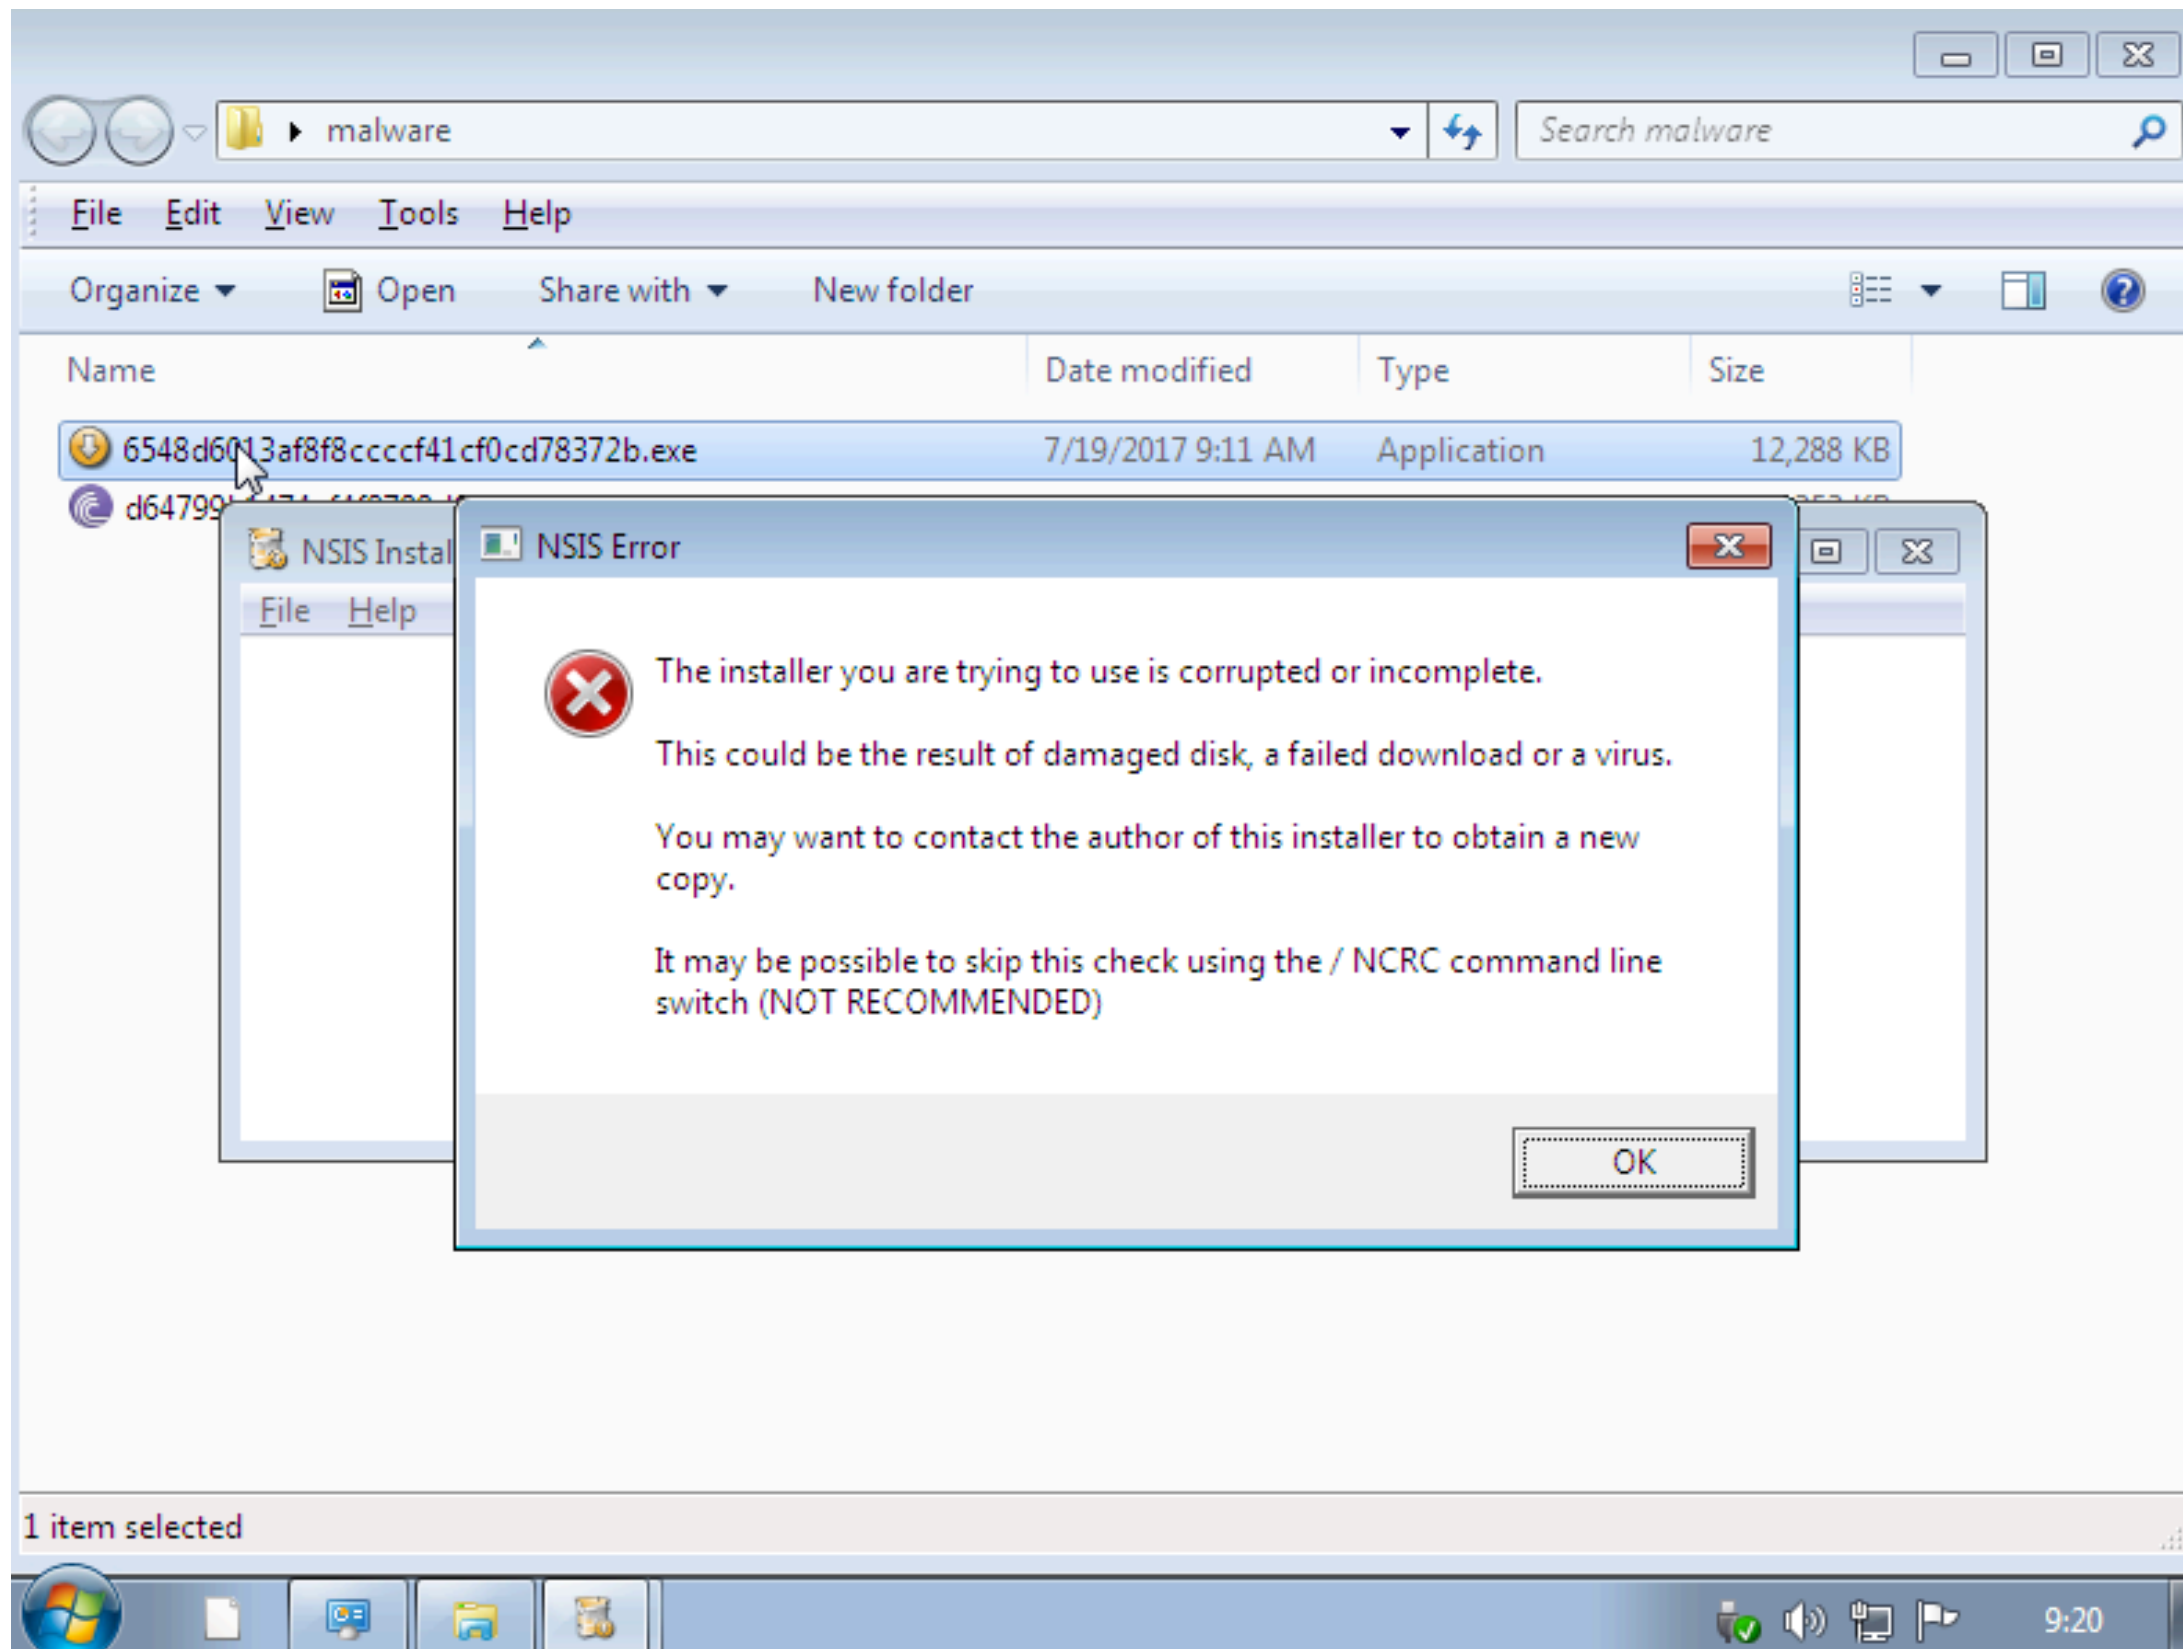 malware
Search malware
File Edit View Tools Help
Organize Open Share with New folder
Name Date modified Type Size
6548d6013af8f8ccccf41cf0cd78372b.exe 7/19/2017 9:11 AM Application 12,288 KB
d64799
NSIS Instal
NSIS Error
File Help
The installer you are trying to use is corrupted or incomplete.
This could be the result of damaged disk, a failed download or a virus.
You may want to contact the author of this installer to obtain a new
copy.
It may be possible to skip this check using the / NCRC command line
switch (NOT RECOMMENDED)
OK
1 item selected
9:20